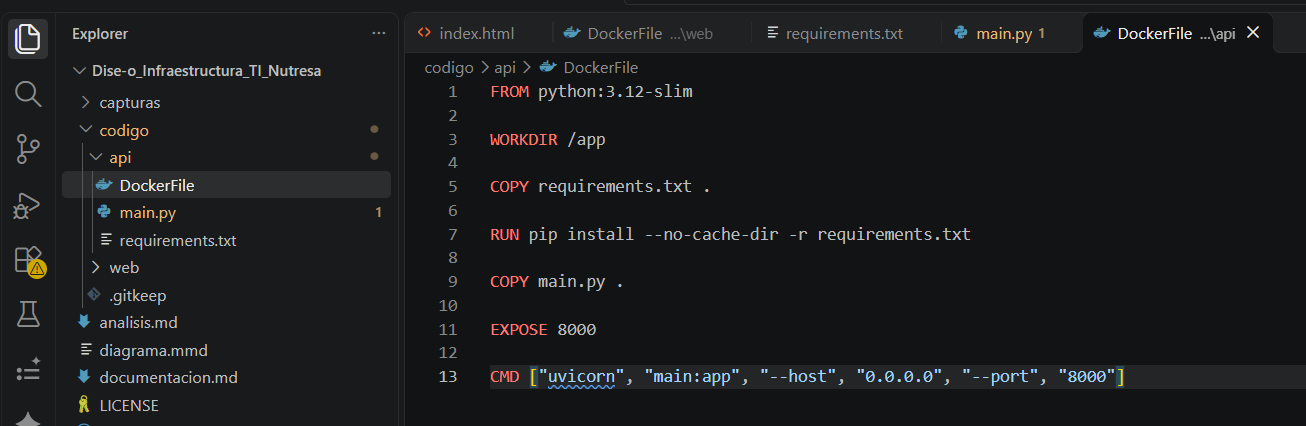 Explorer
Dise-o_Infraestructura_TI_Nutresa
capturas
codigo
api
DockerFile
main.py 1
requirements.txt
web
.gitkeep
analisis.md
diagrama.mmd
documentacion.md
LICENSE
index.html DockerFile ...\web requirements.txt main.py 1 DockerFile ...\api
codigo > api > DockerFile
1 FROM python:3.12-slim
2
3 WORKDIR /app
4
5 COPY requirements.txt .
6
7 RUN pip install --no-cache-dir -r requirements.txt
8
9 COPY main.py .
10
11 EXPOSE 8000
12
13 CMD ["uvicorn", "main:app", "--host", "0.0.0.0", "--port", "8000"]